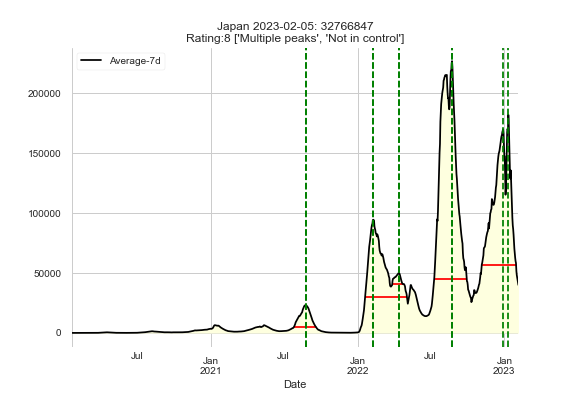 Japan 2023-02-05: 32766847
Rating:8 ['Multiple peaks', 'Not in control']
Average-7d
200000
150000
100000
50000
0
Jul
Jan
2021
Jul
Jan
2022
Jul
Jan
2023
Date